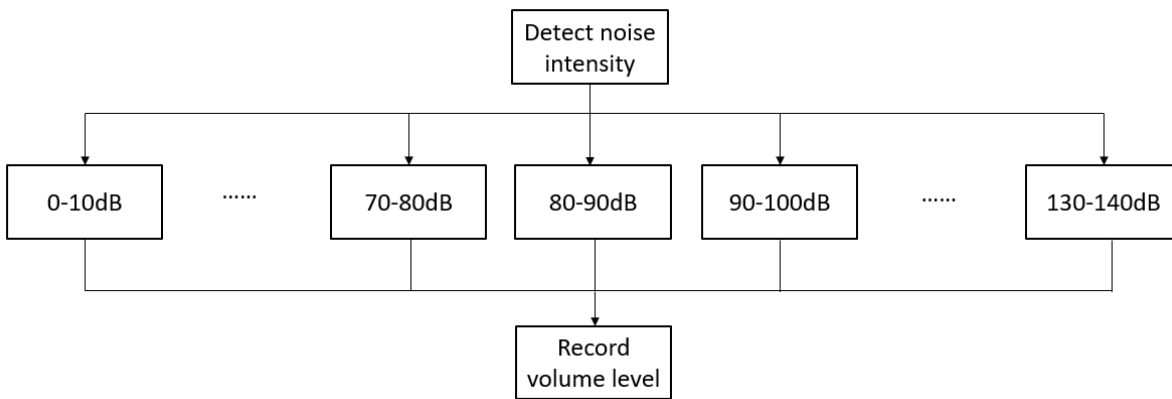 Detect noise
intensity
0-10dB
......
70-80dB
80-90dB
90-100dB
......
130-140dB
Record
volume level